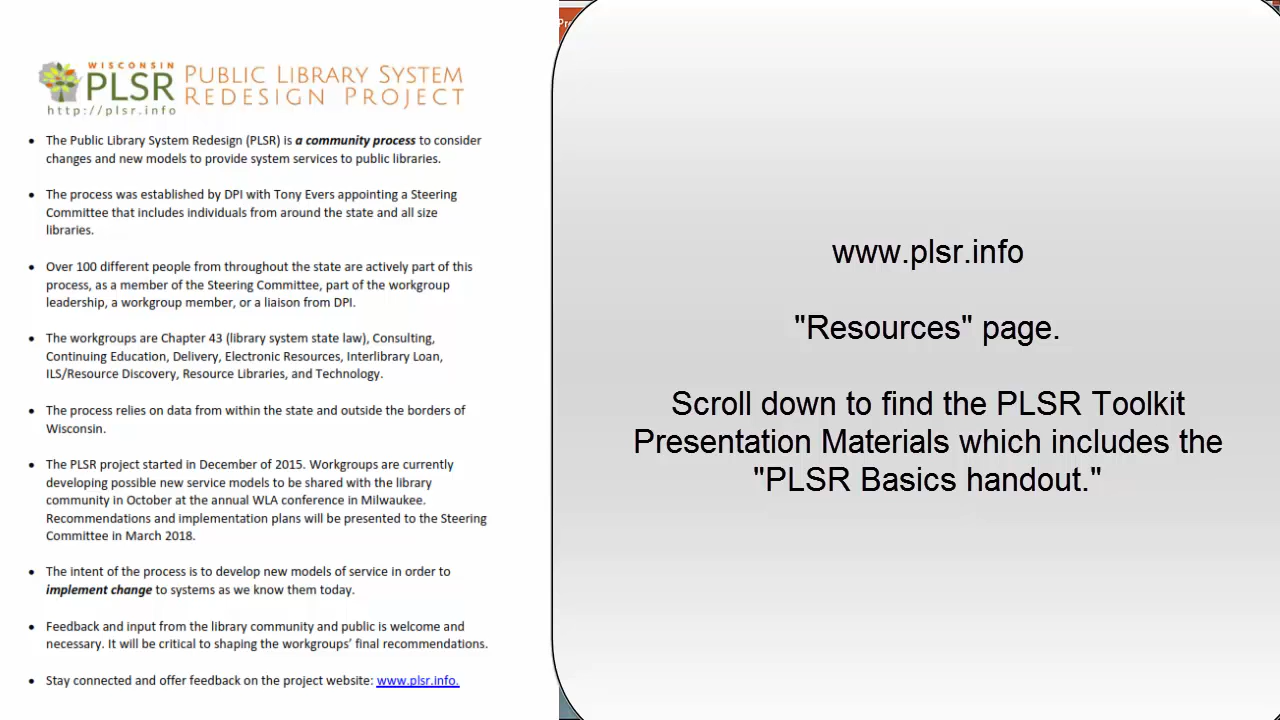 WISCONSIN
PLSR
http://plsr.info
PUBLIC LIBRARY SYSTEM
REDESIGN PROJECT
• The Public Library System Redesign (PLSR) is a community process to consider
changes and new models to provide system services to public libraries.
• The process was established by DPI with Tony Evers appointing a Steering
Committee that includes individuals from around the state and all size
libraries.
• Over 100 different people from throughout the state are actively part of this
process, as a member of the Steering Committee, part of the workgroup
leadership, a workgroup member, or a liaison from DPI.
• The workgroups are Chapter 43 (library system state law), Consulting,
Continuing Education, Delivery, Electronic Resources, Interlibrary Loan,
ILS/Resource Discovery, Resource Libraries, and Technology.
• The process relies on data from within the state and outside the borders of
Wisconsin.
• The PLSR project started in December of 2015. Workgroups are currently
developing possible new service models to be shared with the library
community in October at the annual WLA conference in Milwaukee.
Recommendations and implementation plans will be presented to the Steering
Committee in March 2018.
• The intent of the process is to develop new models of service in order to
implement change to systems as we know them today.
• Feedback and input from the library community and public is welcome and
necessary. It will be critical to shaping the workgroups' final recommendations.
• Stay connected and offer feedback on the project website: www.plsr.info.
www.plsr.info
"Resources" page.
Scroll down to find the PLSR Toolkit
Presentation Materials which includes the
"PLSR Basics handout."